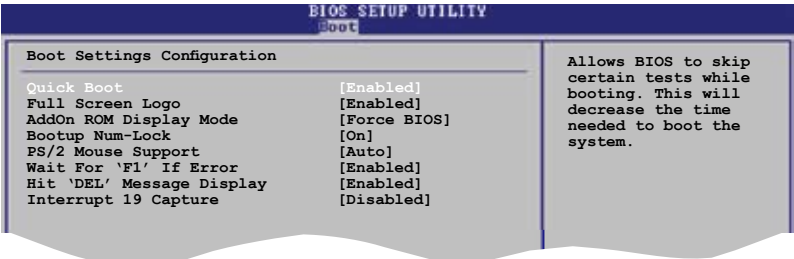 BIOS SETUP UTILITY
Boot
Boot Settings Configuration
Quick Boot [Enabled]
Full Screen Logo [Enabled]
AddOn ROM Display Mode [Force BIOS]
Bootup Num-Lock [On]
PS/2 Mouse Support [Auto]
Wait For ‘F1’ If Error [Enabled]
Hit ‘DEL’ Message Display [Enabled]
Interrupt 19 Capture [Disabled]
Allows BIOS to skip
certain tests while
booting. This will
decrease the time
needed to boot the
system.